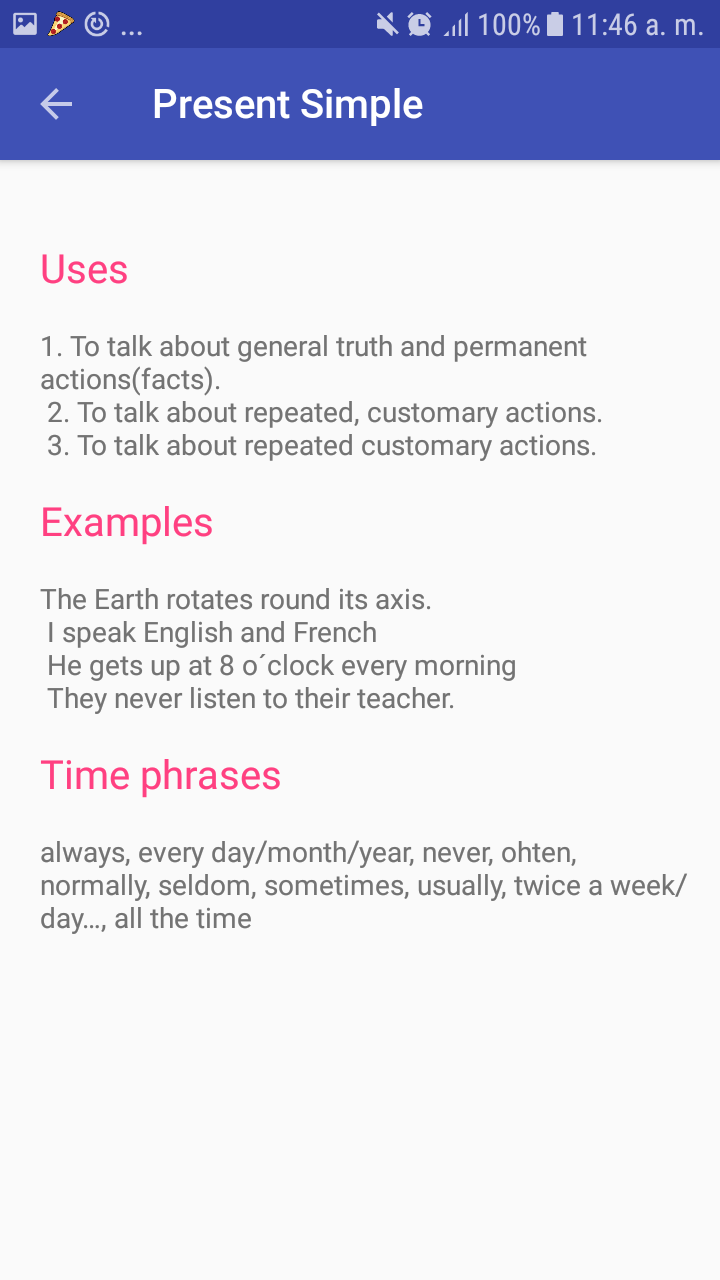 ... 100% 11:46 a. m.
Present Simple
Uses
1. To talk about general truth and permanent
actions(facts).
2. To talk about repeated, customary actions.
3. To talk about repeated customary actions.
Examples
The Earth rotates round its axis.
I speak English and French
He gets up at 8 o´clock every morning
They never listen to their teacher.
Time phrases
always, every day/month/year, never, ohten,
normally, seldom, sometimes, usually, twice a week/
day…, all the time